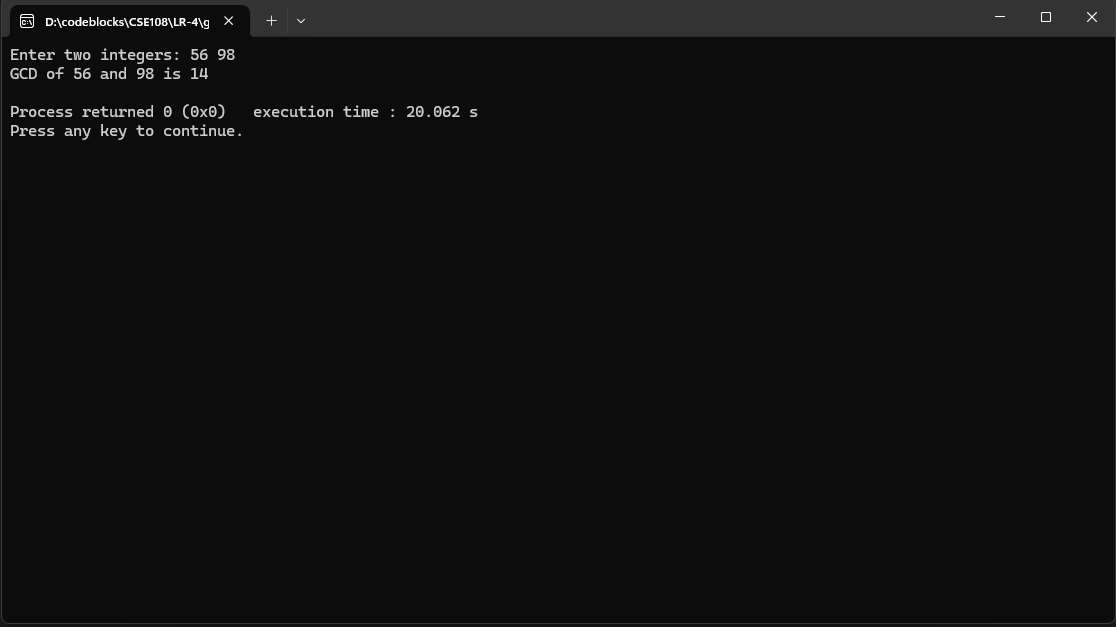 D:\codeblocks\CSE108\LR-4\g
Enter two integers: 56 98
GCD of 56 and 98 is 14
Process returned 0 (0x0)   execution time : 20.062 s
Press any key to continue.